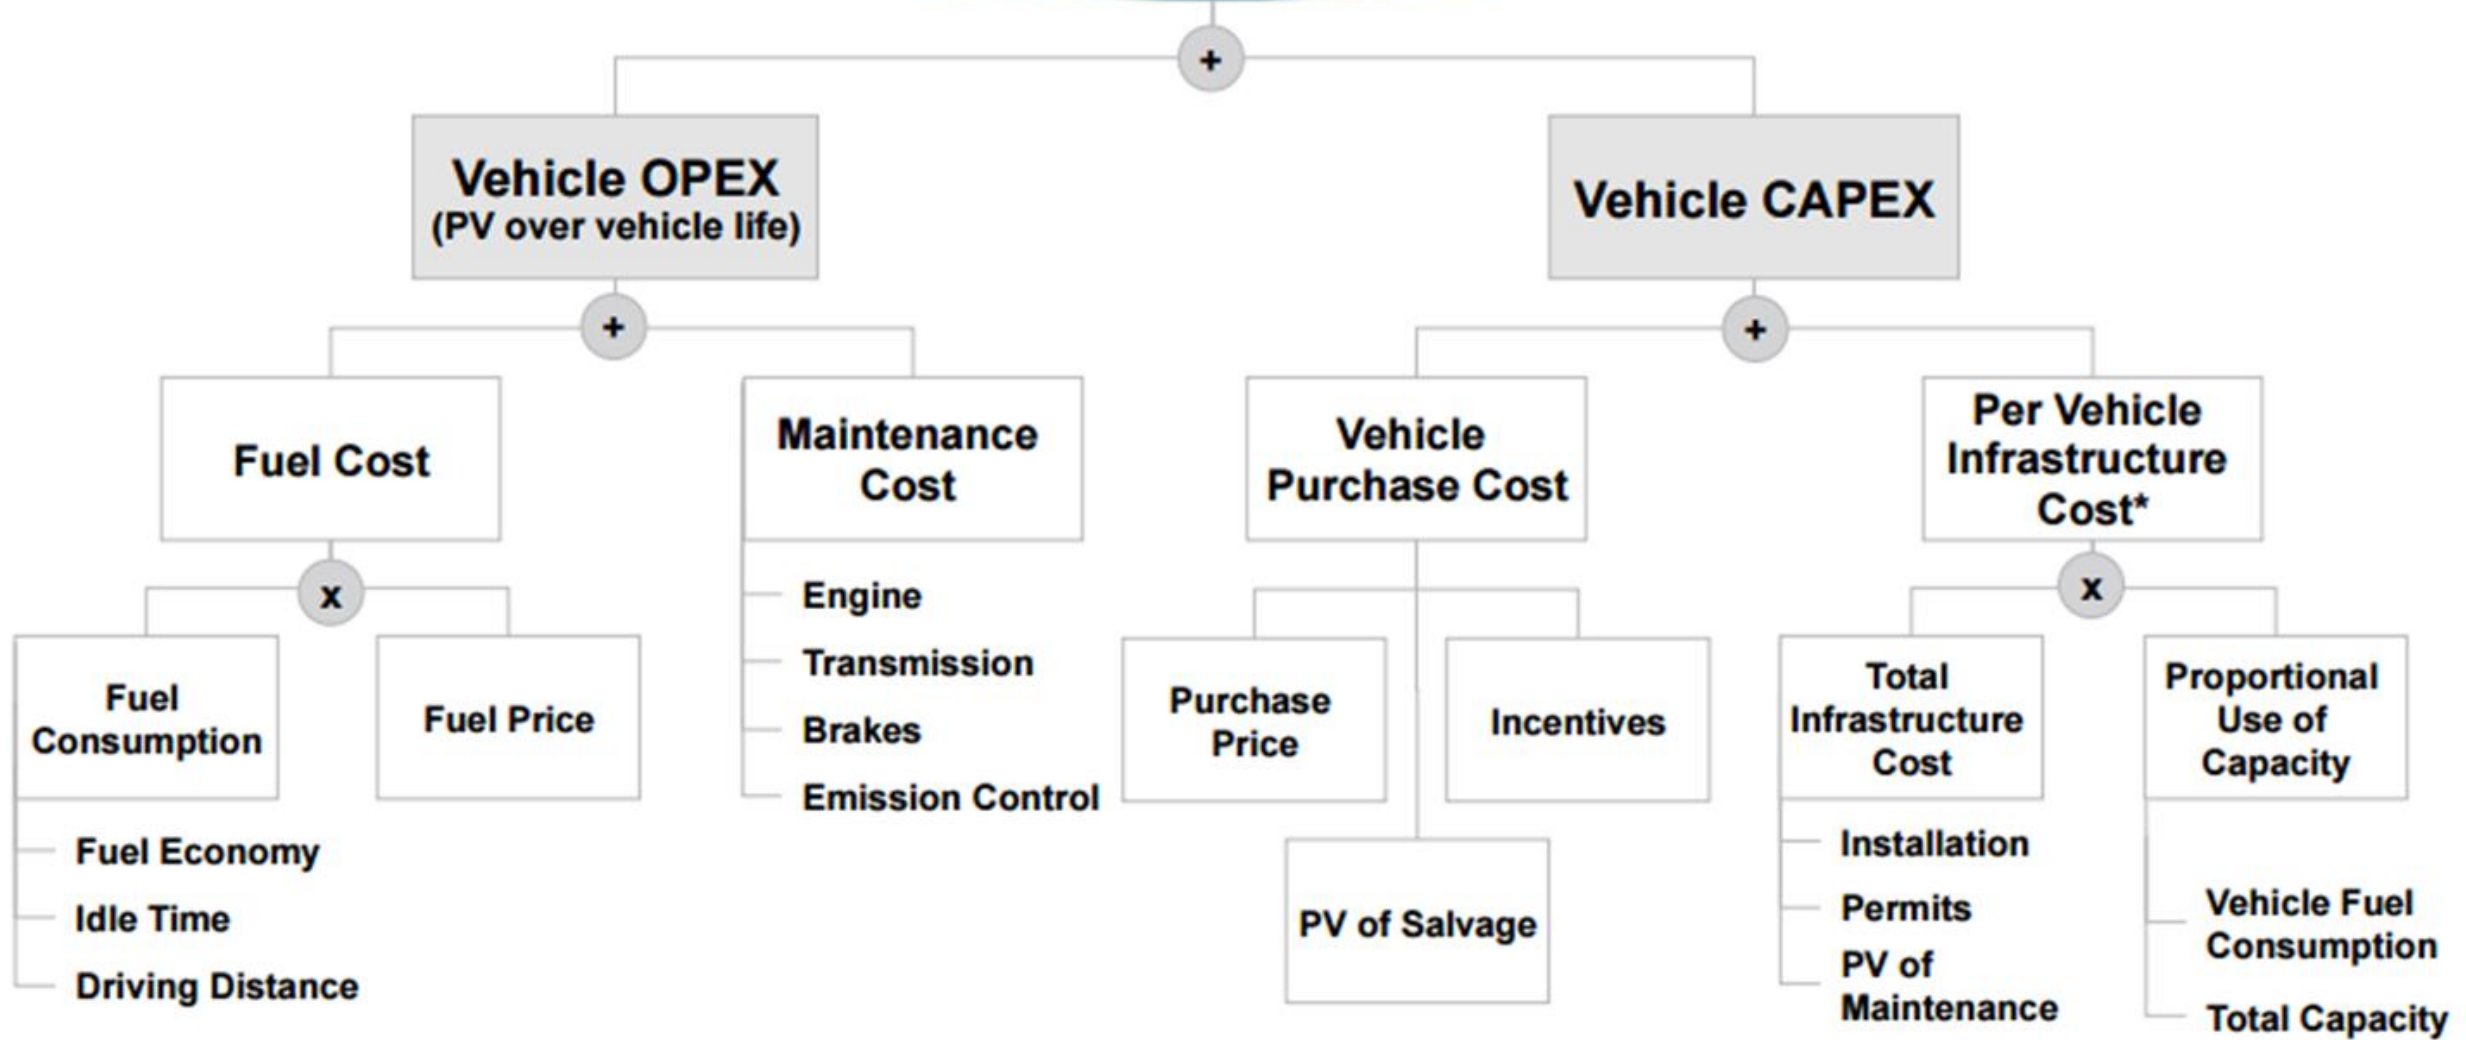 +
Vehicle OPEX
(PV over vehicle life)
Vehicle CAPEX
+
+
Fuel Cost
Maintenance
Cost
Vehicle
Purchase Cost
Per Vehicle
Infrastructure
Cost*
x
x
Fuel
Consumption
Fuel Price
Engine
Transmission
Brakes
Emission Control
Purchase
Price
Incentives
Total
Infrastructure
Cost
Proportional
Use of
Capacity
Fuel Economy
Idle Time
Driving Distance
PV of Salvage
Installation
Permits
PV of
Maintenance
Vehicle Fuel
Consumption
Total Capacity